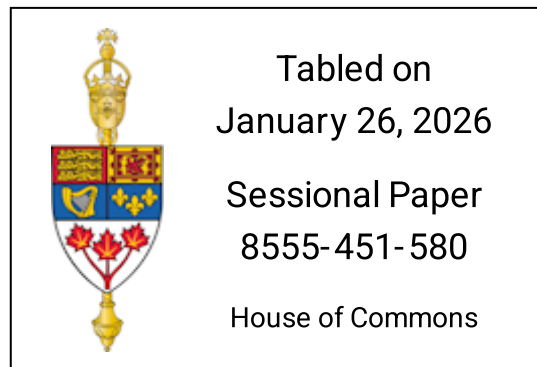 Tabled on
January 26, 2026
Sessional Paper
8555-451-580
House of Commons